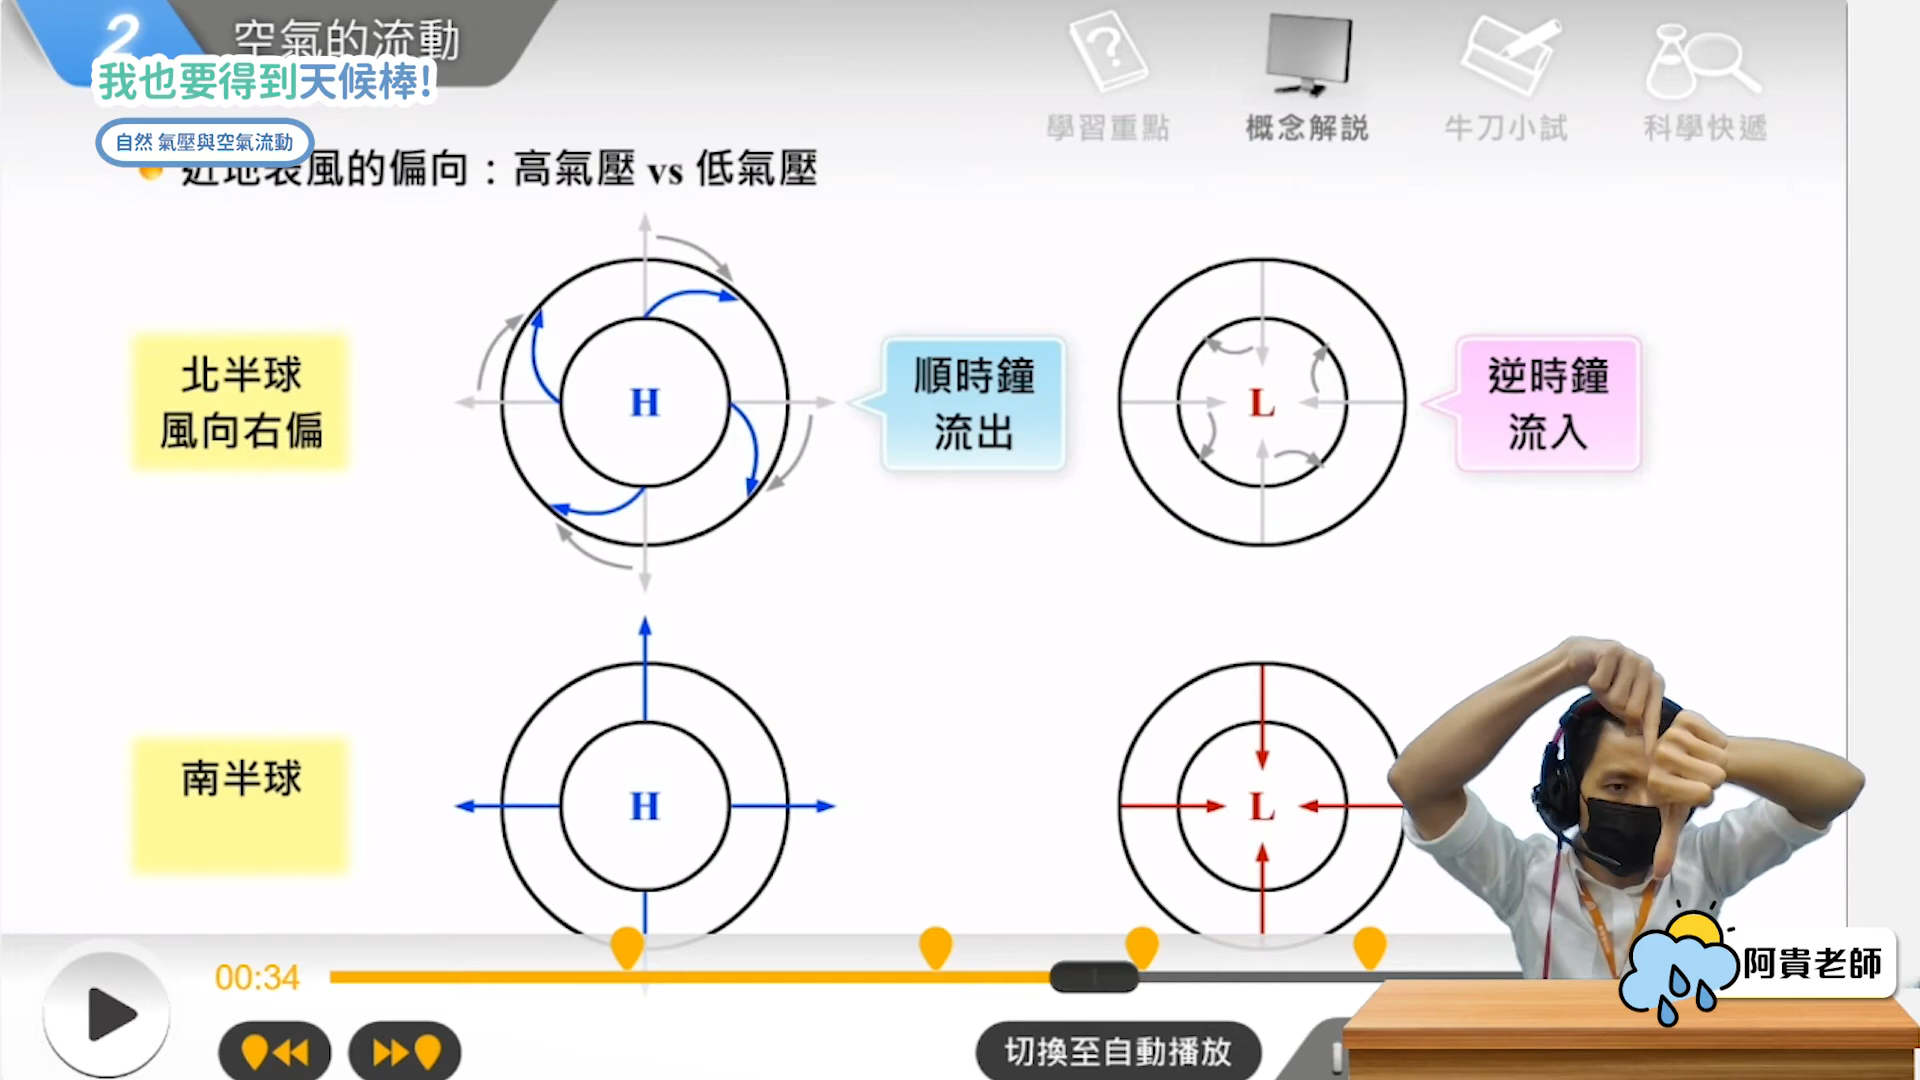 2
空氣的流動
我也要得到天候棒!
自然 氣壓與空氣流動
學習重點
概念解說
牛刀小試
科學快遞
近地表風的偏向：高氣壓 vs 低氣壓
北半球
風向右偏
H
順時鐘
流出
L
逆時鐘
流入
南半球
H
L
00:34
切換至自動播放
阿貴老師